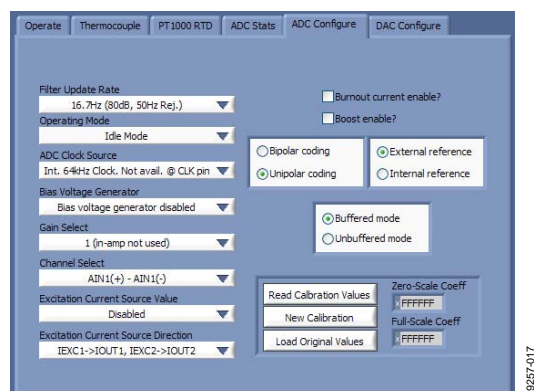 Operate Thermocouple PT1000 RTD ADC Stats ADC Configure DAC Configure
Filter Update Rate
16.7Hz (80dB, 50Hz Rej.)
Operating Mode
Idle Mode
ADC Clock Source
Int. 64kHz Clock. Not avail. @ CLK pin
Bias Voltage Generator
Bias voltage generator disabled
Gain Select
1 (in-amp not used)
Channel Select
AIN1(+) - AIN1(-)
Excitation Current Source Value
Disabled
Excitation Current Source Direction
IEXC1->IOUT1, IEXC2->IOUT2
Burnout current enable?
Boost enable?
Bipolar coding
Unipolar coding
External reference
Internal reference
Buffered mode
Unbuffered mode
Read Calbration Values
New Calibration
Load Original Values
Zero-Scale Coeff
x FFFFFF
Full-Scale Coeff
x FFFFFF
9257-017